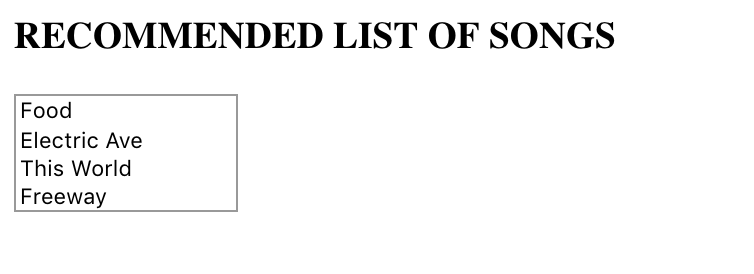 RECOMMENDED LIST OF SONGS
Food
Electric Ave
This World
Freeway